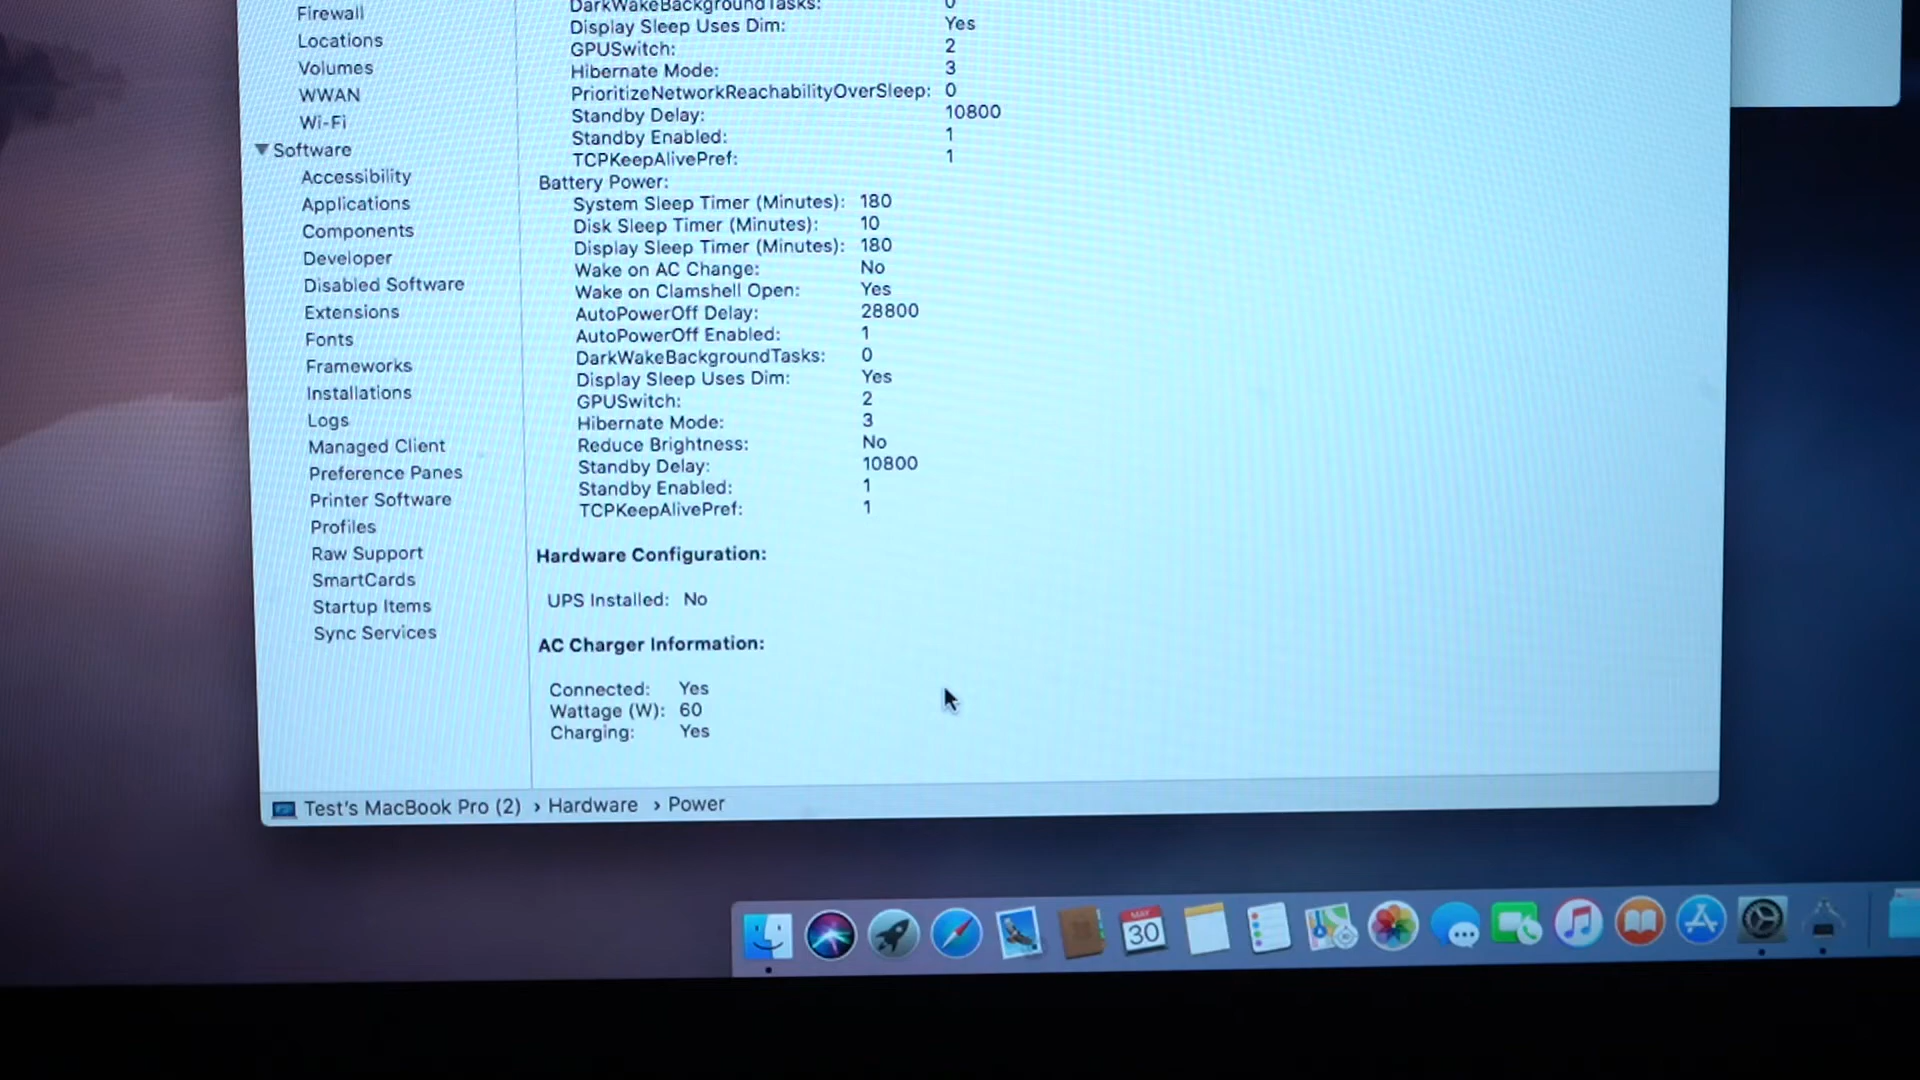 Firewall
Locations
Volumes
WWAN
Wi-Fi
Software
Accessibility
Applications
Components
Developer
Disabled Software
Extensions
Fonts
Frameworks
Installations
Logs
Managed Client
Preference Panes
Printer Software
Profiles
Raw Support
SmartCards
Startup Items
Sync Services
DarkWakeBackgroundTasks: 0
Display Sleep Uses Dim: Yes
GPUSwitch: 2
Hibernate Mode: 3
PrioritizeNetworkReachabilityOverSleep: 0
Standby Delay: 10800
Standby Enabled: 1
TCPKeepAlivePref: 1
Battery Power:
System Sleep Timer (Minutes): 180
Disk Sleep Timer (Minutes): 10
Display Sleep Timer (Minutes): 180
Wake on AC Change: No
Wake on Clamshell Open: Yes
AutoPowerOff Delay: 28800
AutoPowerOff Enabled: 1
DarkWakeBackgroundTasks: 0
Display Sleep Uses Dim: Yes
GPUSwitch: 2
Hibernate Mode: 3
Reduce Brightness: No
Standby Delay: 10800
Standby Enabled: 1
TCPKeepAlivePref: 1
Hardware Configuration:
UPS Installed: No
AC Charger Information:
Connected: Yes
Wattage (W): 60
Charging: Yes
Test's MacBook Pro (2) › Hardware › Power
MAY
30